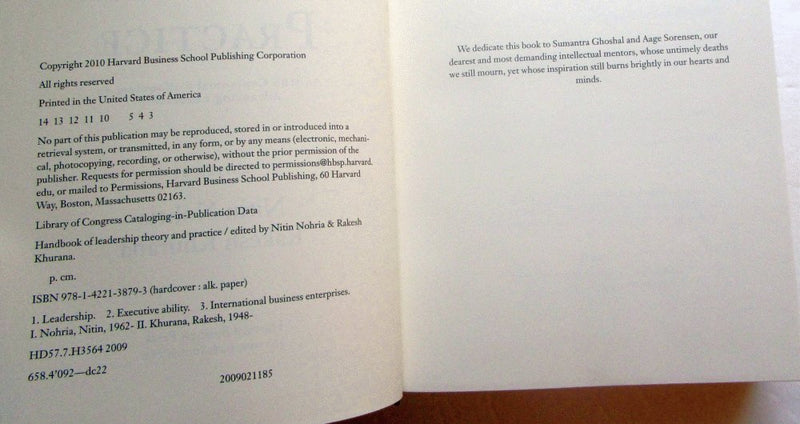 Copyright 2010 Harvard Business School Publishing Corporation
All rights reserved
Printed in the United States of America
14 13 12 11 10 5 4 3
No part of this publication may be reproduced, stored in or introduced into a
retrieval system, or transmitted, in any form, or by any means (electronic, mechani-
cal, photocopying, recording, or otherwise), without the prior permission of the
publisher. Requests for permission should be directed to permissions@hbsp.harvard.
edu, or mailed to Permissions, Harvard Business School Publishing, 60 Harvard
Way, Boston, Massachusetts 02163.
Library of Congress Cataloging-in-Publication Data
Handbook of leadership theory and practice / edited by Nitin Nohria & Rakesh
Khurana.
p. cm.
ISBN 978-1-4221-3879-3 (hardcover : alk. paper)
1. Leadership. 2. Executive ability. 3. International business enterprises.
I. Nohria, Nitin, 1962- II. Khurana, Rakesh, 1948-
HD57.7.H3564 2009
658.4'092—dc22
2009021185
We dedicate this book to Sumantra Ghoshal and Aage Sorensen, our
dearest and most demanding intellectual mentors, whose untimely deaths
we still mourn, yet whose inspiration still burns brightly in our hearts and
minds.